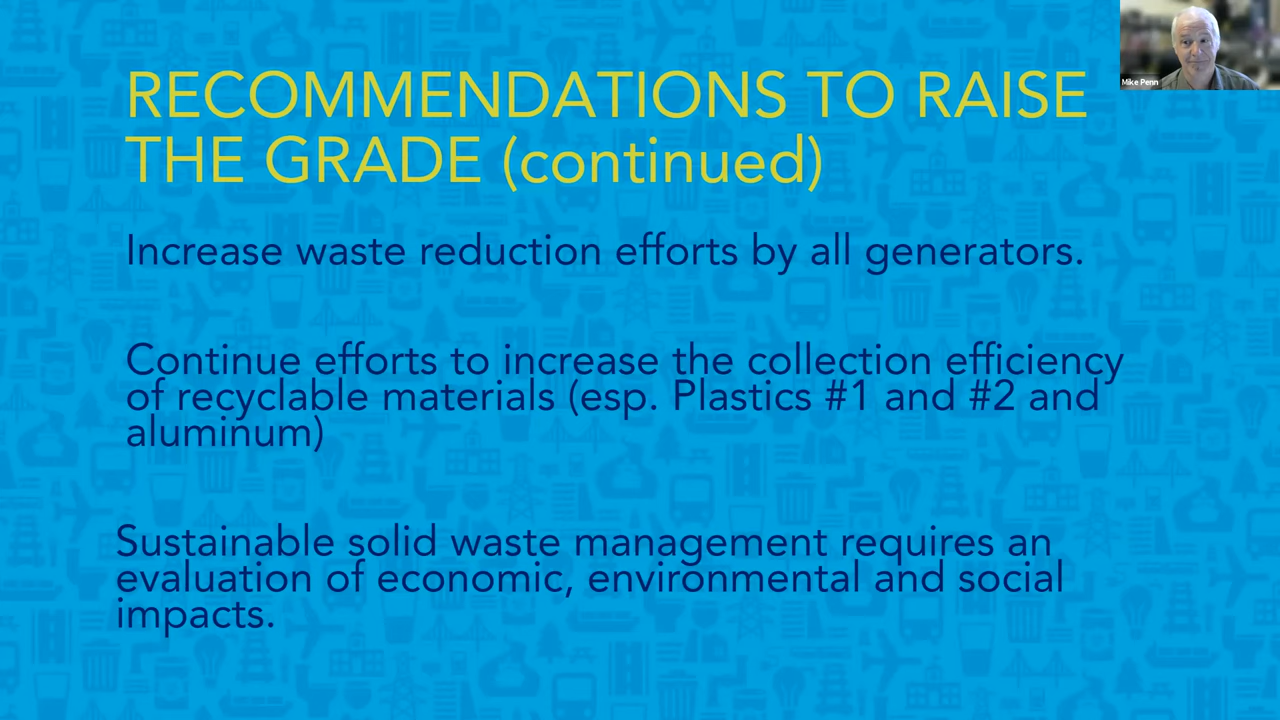 RECOMMENDATIONS TO RAISE
THE GRADE (continued)
Mike Penn
Increase waste reduction efforts by all generators.
Continue efforts to increase the collection efficiency
of recyclable materials (esp. Plastics #1 and #2 and
aluminum)
Sustainable solid waste management requires an
evaluation of economic, environmental and social
impacts.